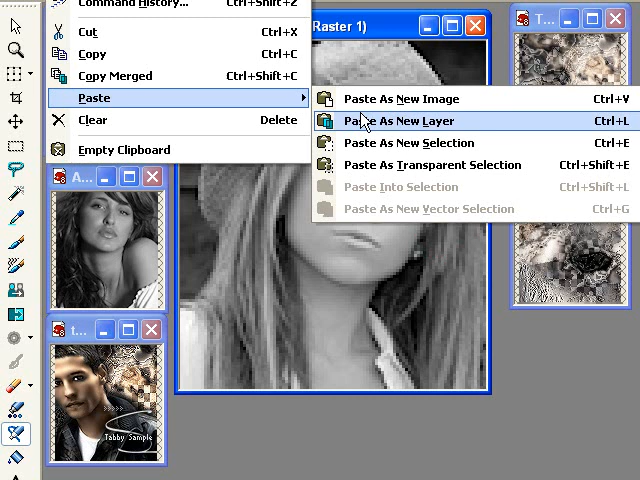 Command History... Ctrl+Shift+Z
Cut Ctrl+X
Copy Ctrl+C
Copy Merged Ctrl+Shift+C
Paste
Clear Delete
Empty Clipboard
Raster 1)
T...
Paste As New Image Ctrl+V
Paste As New Layer Ctrl+L
Paste As New Selection Ctrl+E
Paste As Transparent Selection Ctrl+Shift+E
Paste Into Selection Ctrl+Shift+L
Paste As New Vector Selection Ctrl+G
A...
t...
Tabby Sample